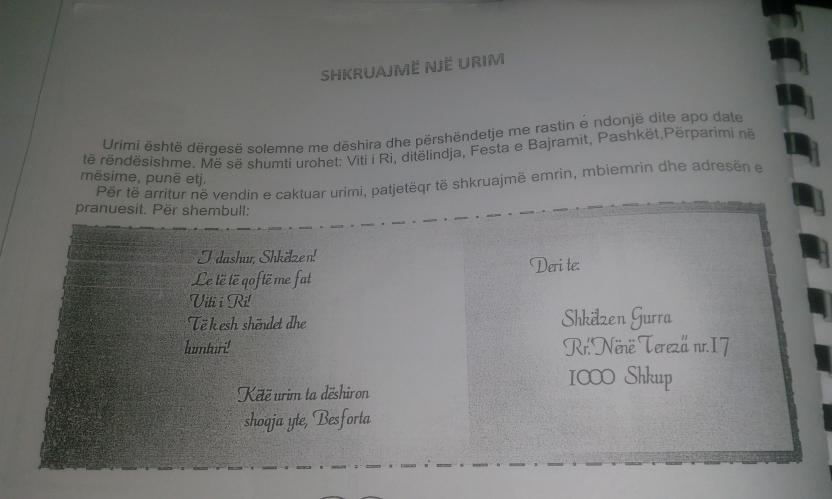 SHKRUAJMË NJË URIM
Urimi është dërgesë solemne me dëshira dhe përshëndetje me rastin e ndonjë dite apo date
të rëndësishme. Më së shumti urohet: Viti i Ri, ditëlindja, Festa e Bajramit, Pashkët,Përparimi në
mësime, punë etj.
Për të arritur në vendin e caktuar urimi, patjetëqr të shkruajmë emrin, mbiemrin dhe adresën e
pranuesit. Për shembull:
I dashur, Shkëlzen!
Le të të qoftë me fat
Viti i Ri!
Të kesh shëndet dhe
lumturi!
Këtë urim ta dëshiron
shoqja yte, Besforta
Deri te:
Shkëlzen Gurra
Rr."Nënë Tereza" nr.17
1000 Shkup